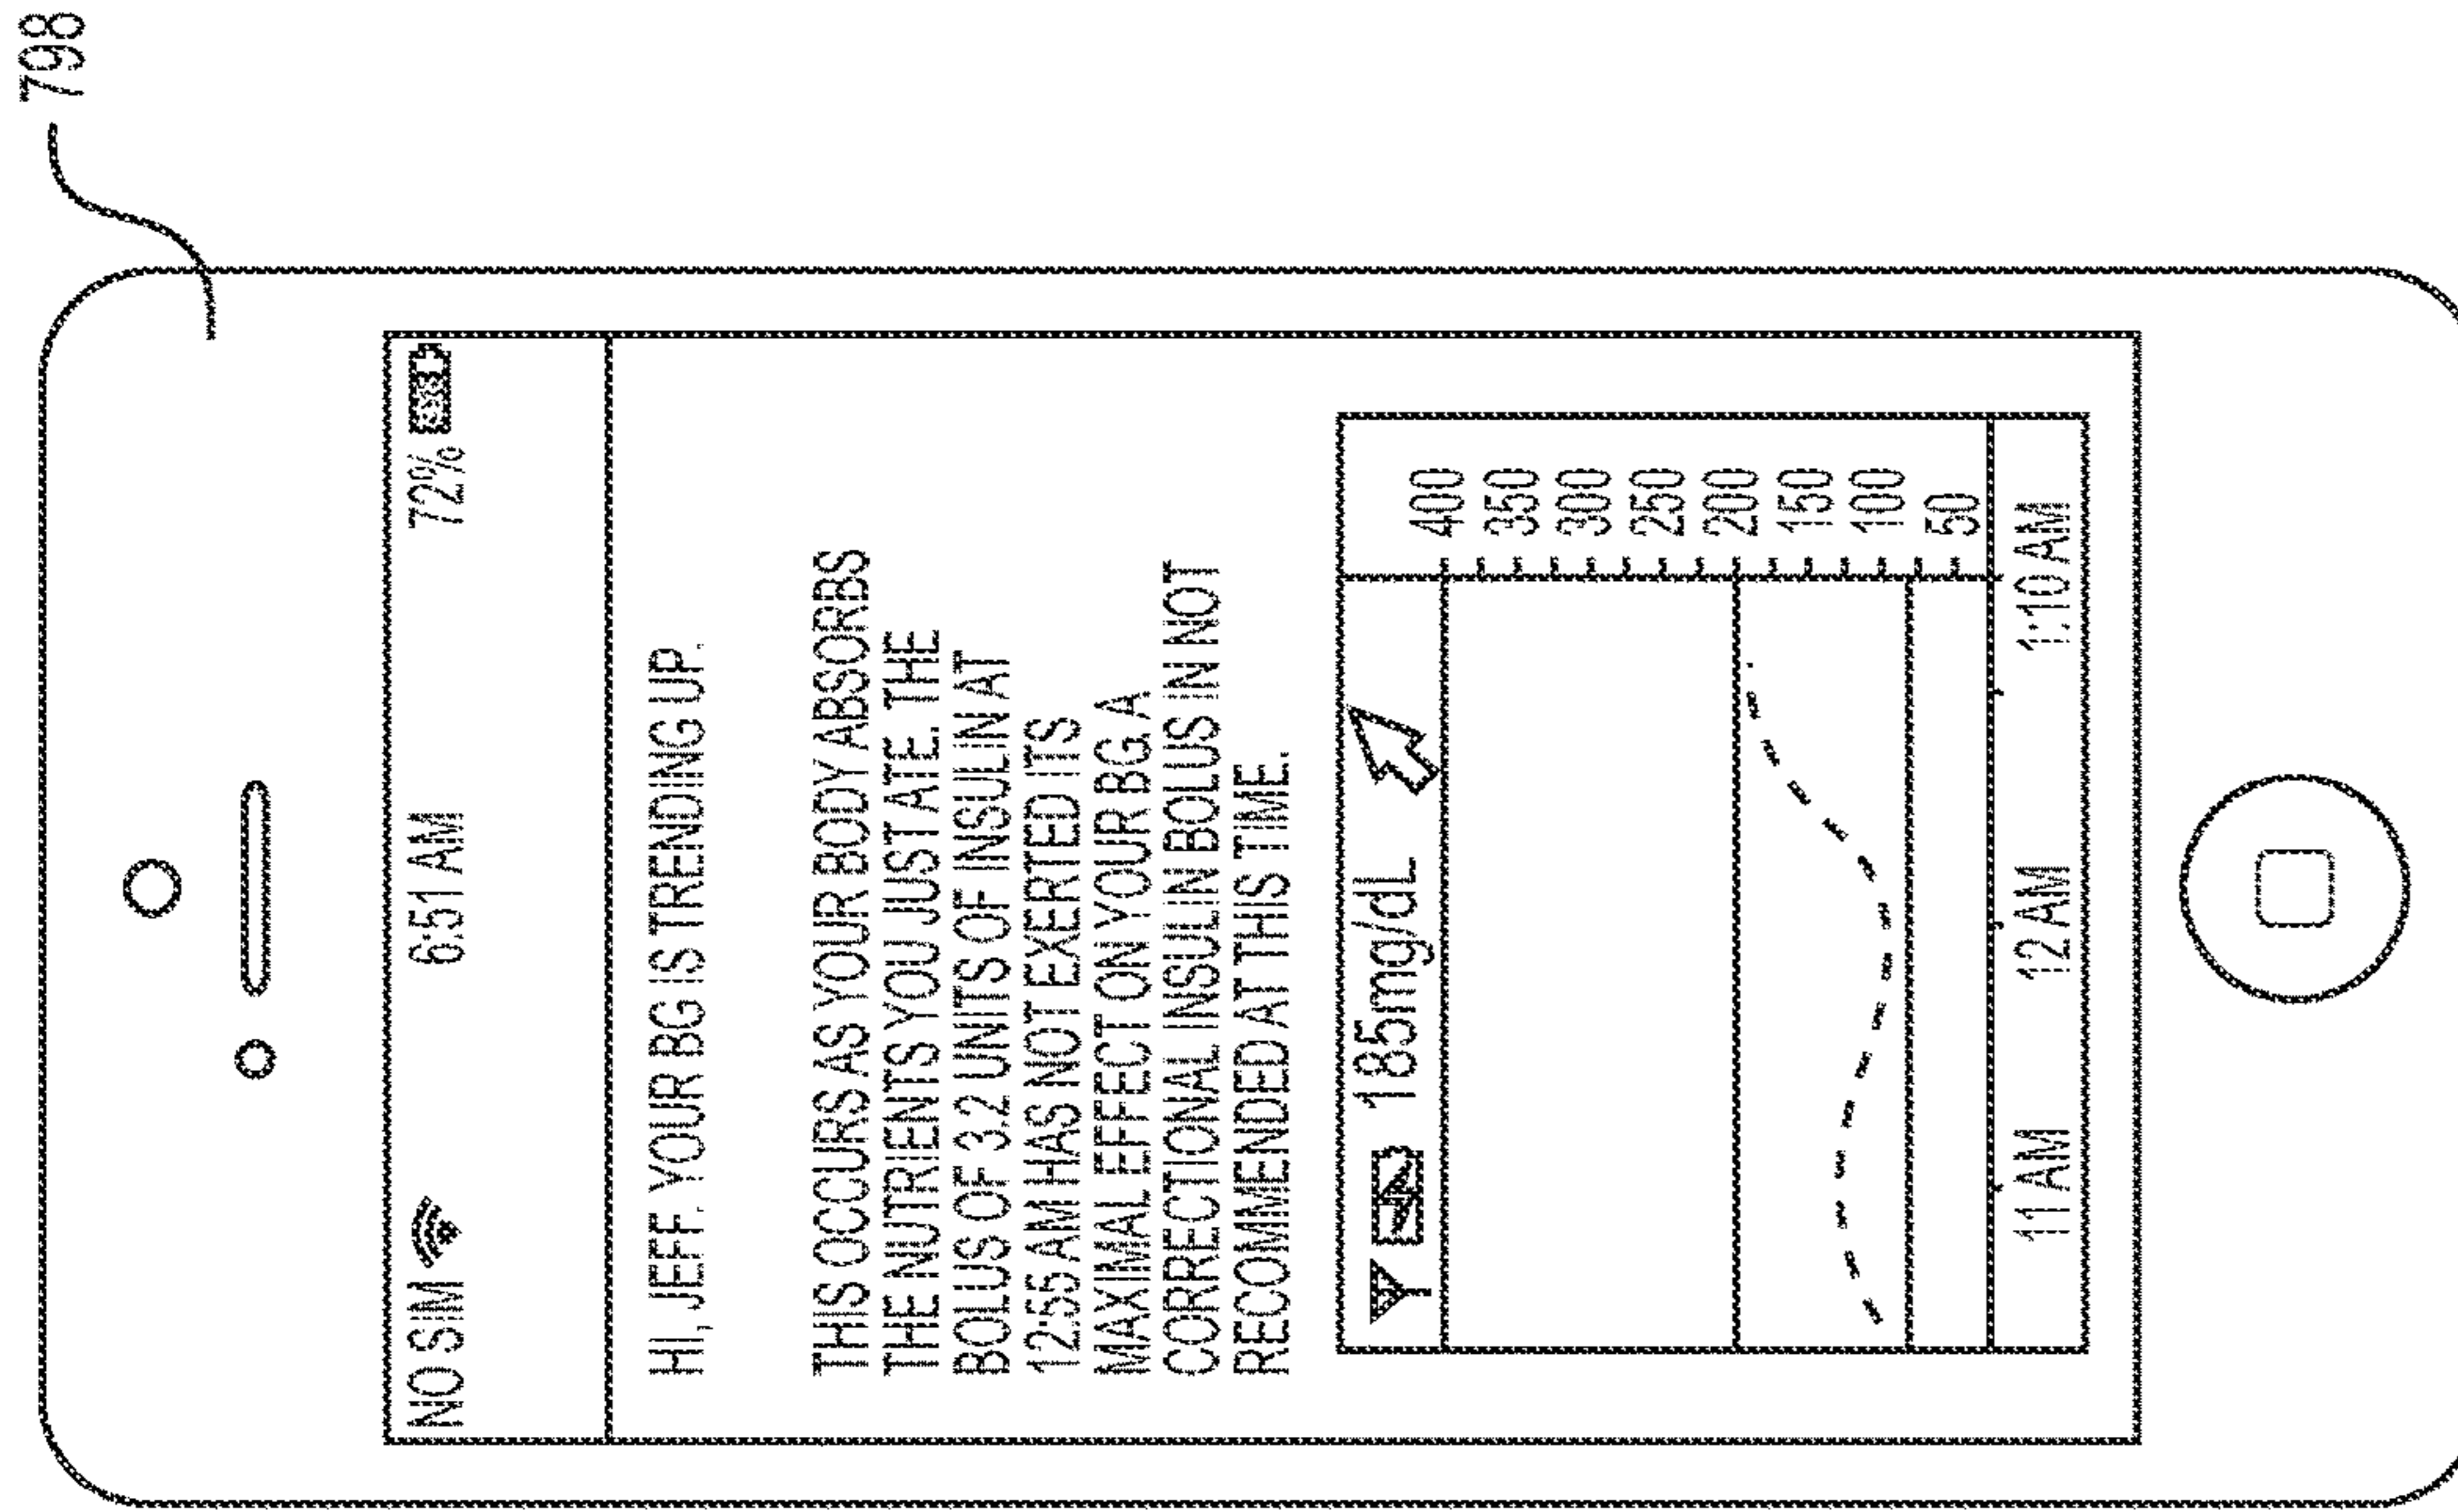 798
NO SIM 6:51 AM 72%
HI, JEFF. YOUR BG IS TRENDING UP.
THIS OCCURS AS YOUR BODY ABSORBS
THE NUTRIENTS YOU JUST ATE. THE
BOLUS OF 3.2 UNITS OF INSULIN AT
12:55 AM HAS NOT EXERTED ITS
MAXIMAL EFFECT ON YOUR BG. A
CORRECTIONAL INSULIN BOLUS IN NOT
RECOMMENDED AT THIS TIME.
185mg/dL
400
350
300
250
200
150
100
50
11 AM 12 AM 1:10 AM